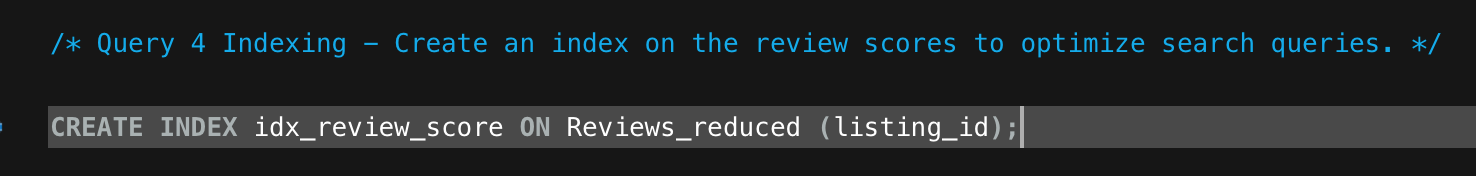 /* Query 4 Indexing – Create an index on the review scores to optimize search queries. */
CREATE INDEX idx_review_score ON Reviews_reduced (listing_id);